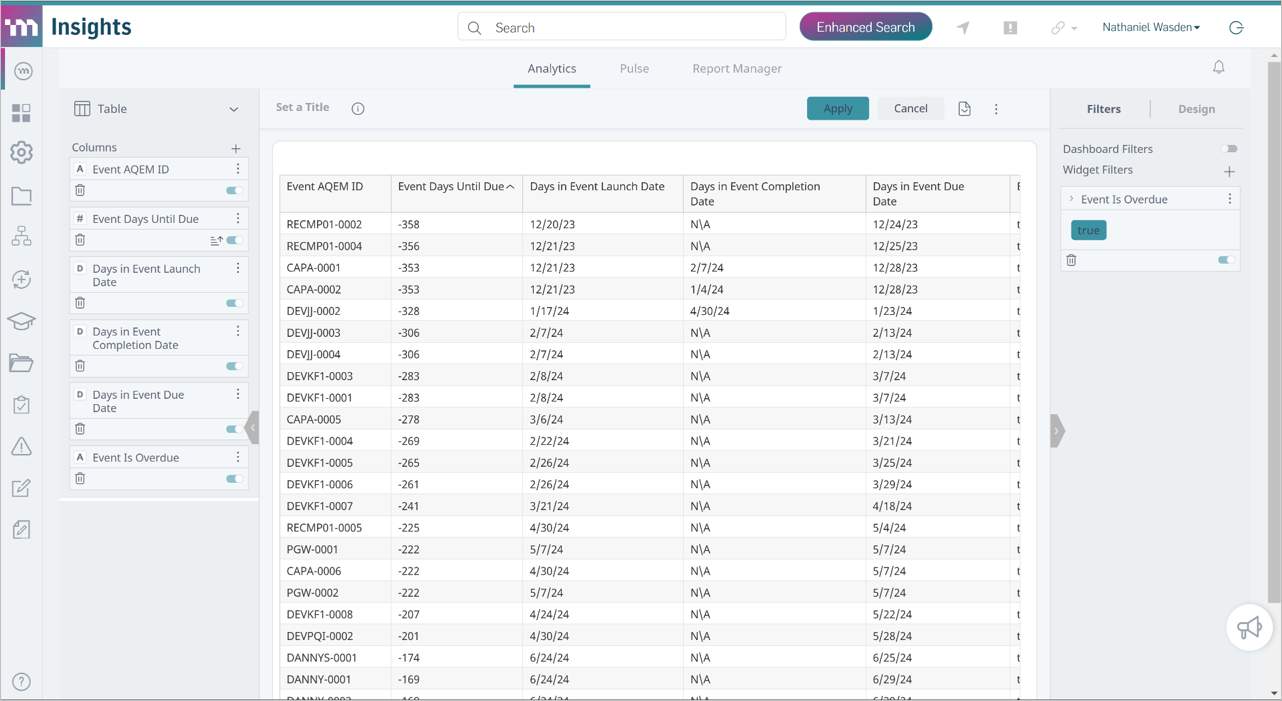 m Insights
Search
Enhanced Search
Nathaniel Wasden
Analytics Pulse Report Manager
Table
Set a Title
Apply
Cancel
Filters
Design
Columns
A Event AQEM ID
# Event Days Until Due
D Days in Event Launch
Date
D Days in Event
Completion Date
D Days in Event Due
Date
A Event Is Overdue
Event AQEM ID Event Days Until Due Days in Event Launch Date Days in Event Completion Date Days in Event Due Date
RECMP01-0002 -358 12/20/23 N\A 12/24/23 t
RECMP01-0004 -356 12/21/23 N\A 12/25/23 t
CAPA-0001 -353 12/21/23 2/7/24 12/28/23 t
CAPA-0002 -353 12/21/23 1/4/24 12/28/23 t
DEVJJ-0002 -328 1/17/24 4/30/24 1/23/24 t
DEVJJ-0003 -306 2/7/24 N\A 2/13/24 t
DEVJJ-0004 -306 2/7/24 N\A 2/13/24 t
DEVKF1-0003 -283 2/8/24 N\A 3/7/24 t
DEVKF1-0001 -283 2/8/24 N\A 3/7/24 t
CAPA-0005 -278 3/6/24 N\A 3/13/24 t
DEVKF1-0004 -269 2/22/24 N\A 3/21/24 t
DEVKF1-0005 -265 2/26/24 N\A 3/25/24 t
DEVKF1-0006 -261 2/26/24 N\A 3/29/24 t
DEVKF1-0007 -241 3/21/24 N\A 4/18/24 t
RECMP01-0005 -225 4/30/24 N\A 5/4/24 t
PGW-0001 -222 5/7/24 N\A 5/7/24 t
CAPA-0006 -222 4/30/24 N\A 5/7/24 t
PGW-0002 -222 5/7/24 N\A 5/7/24 t
DEVKF1-0008 -207 4/24/24 N\A 5/22/24 t
DEVPQI-0002 -201 4/30/24 N\A 5/28/24 t
DANNYS-0001 -174 6/24/24 N\A 6/25/24 t
DANNY-0001 -169 6/24/24 N\A 6/29/24 t
Dashboard Filters
Widget Filters
Event Is Overdue
true